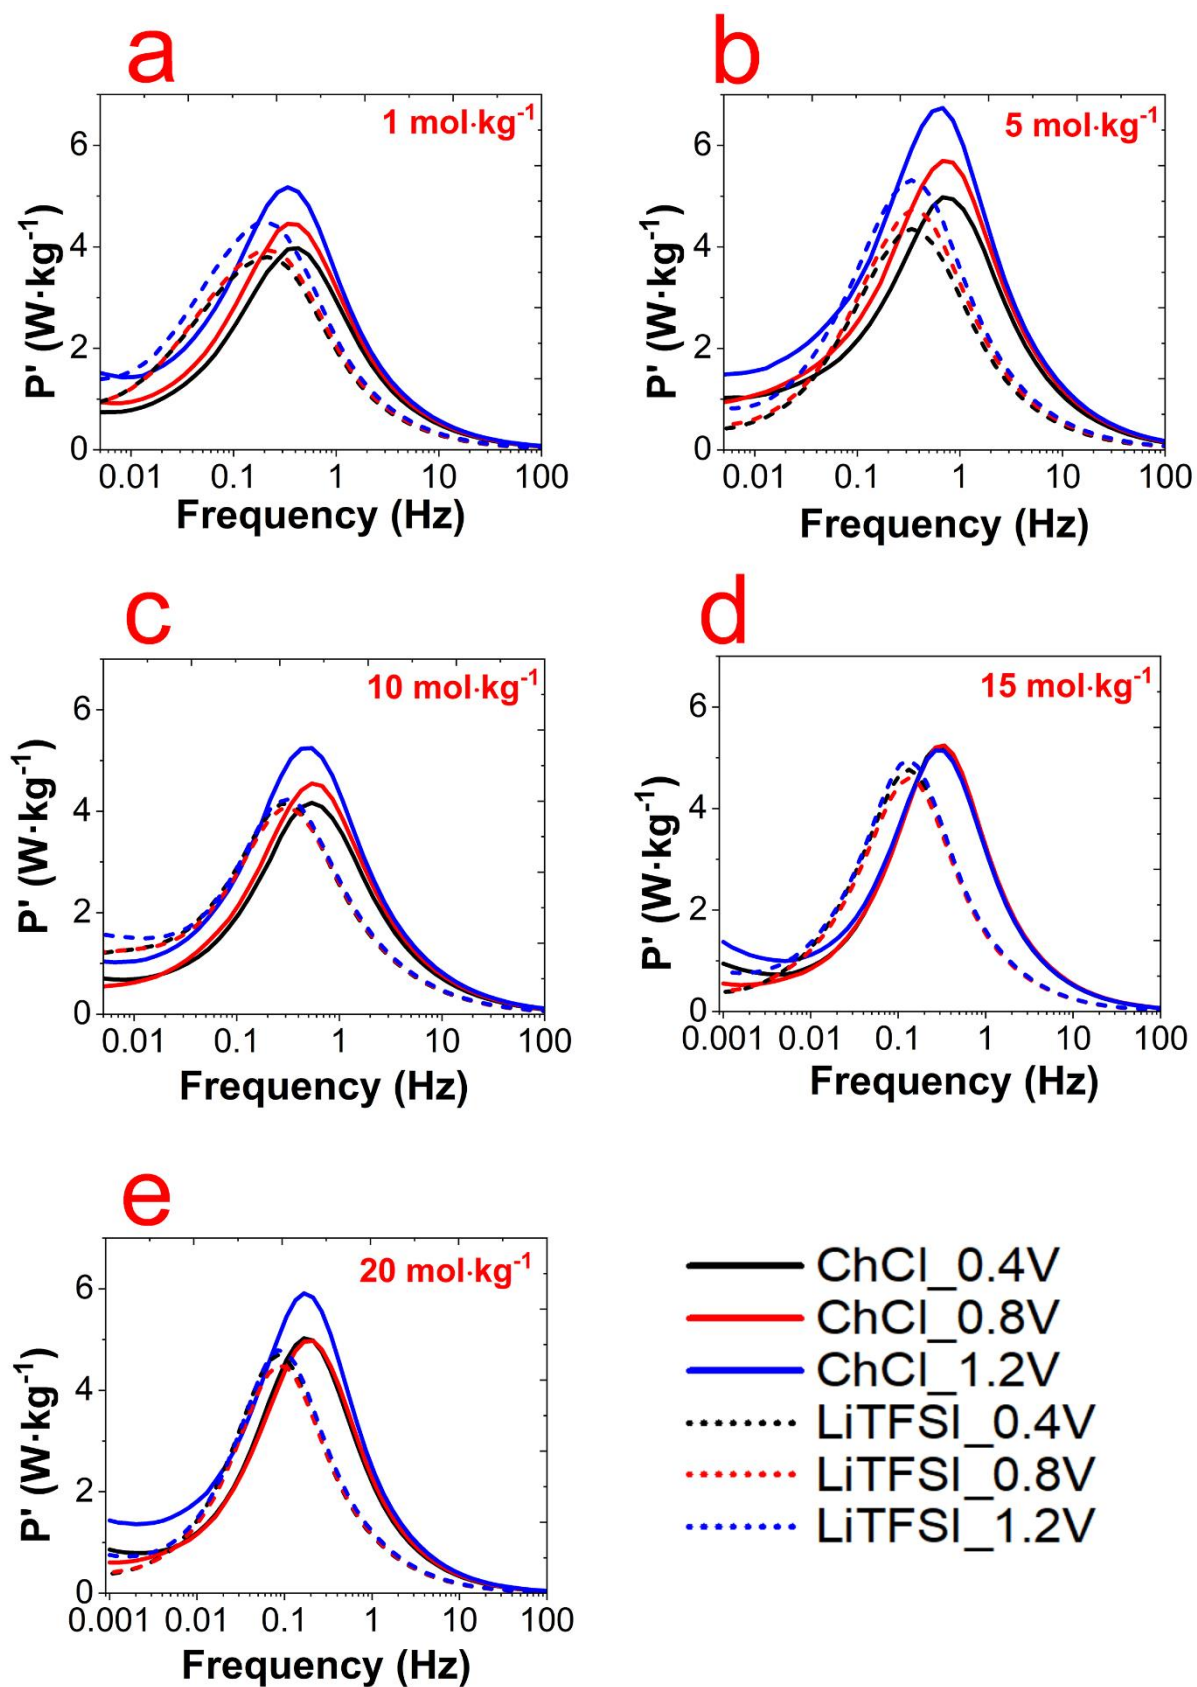 a
1 mol·kg⁻¹
P' (W·kg⁻¹)
6
4
2
0
0.01 0.1 1 10 100
Frequency (Hz)
b
5 mol·kg⁻¹
P' (W·kg⁻¹)
6
4
2
0
0.01 0.1 1 10 100
Frequency (Hz)
c
10 mol·kg⁻¹
P' (W·kg⁻¹)
6
4
2
0
0.01 0.1 1 10 100
Frequency (Hz)
d
15 mol·kg⁻¹
P' (W·kg⁻¹)
6
4
2
0
0.001 0.01 0.1 1 10 100
Frequency (Hz)
e
20 mol·kg⁻¹
P' (W·kg⁻¹)
6
4
2
0
0.001 0.01 0.1 1 10 100
Frequency (Hz)
ChCl_0.4V
ChCl_0.8V
ChCl_1.2V
LiTFSI_0.4V
LiTFSI_0.8V
LiTFSI_1.2V